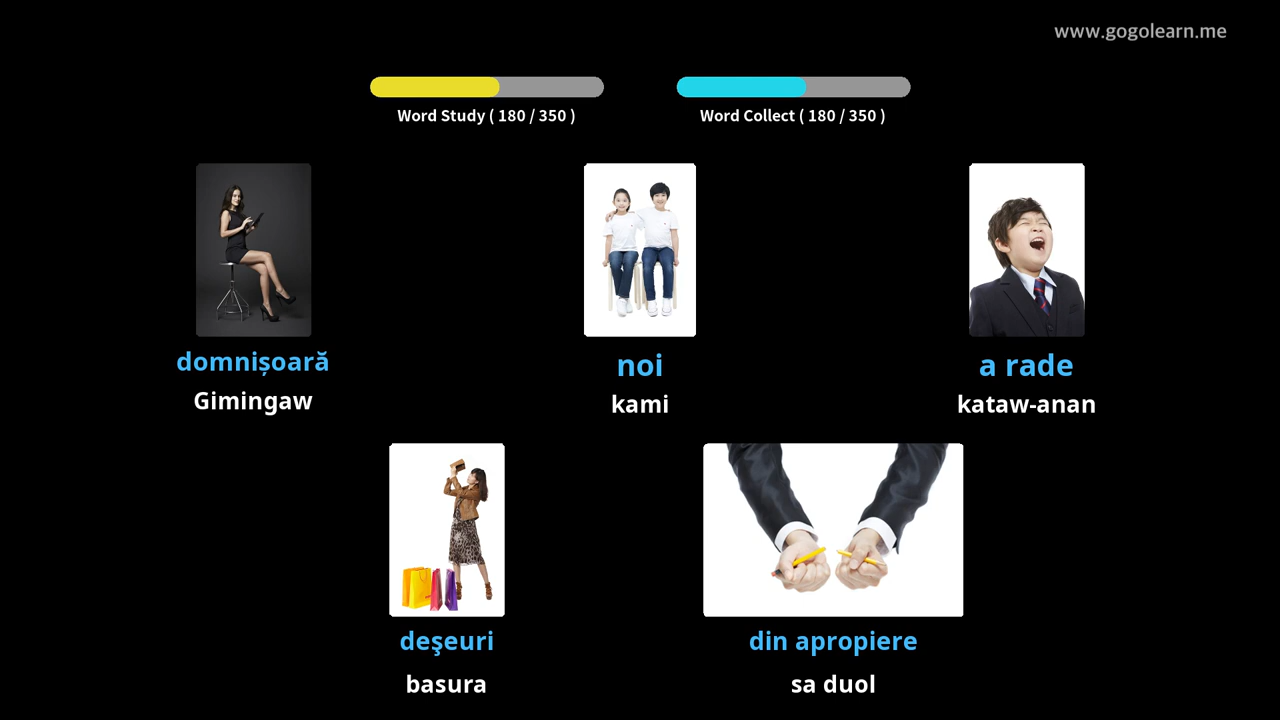 www.gogolearn.me
Word Study ( 180 / 350 )
Word Collect ( 180 / 350 )
domnișoară
Gimingaw
noi
kami
a rade
kataw-anan
deşeuri
basura
din apropiere
sa duol